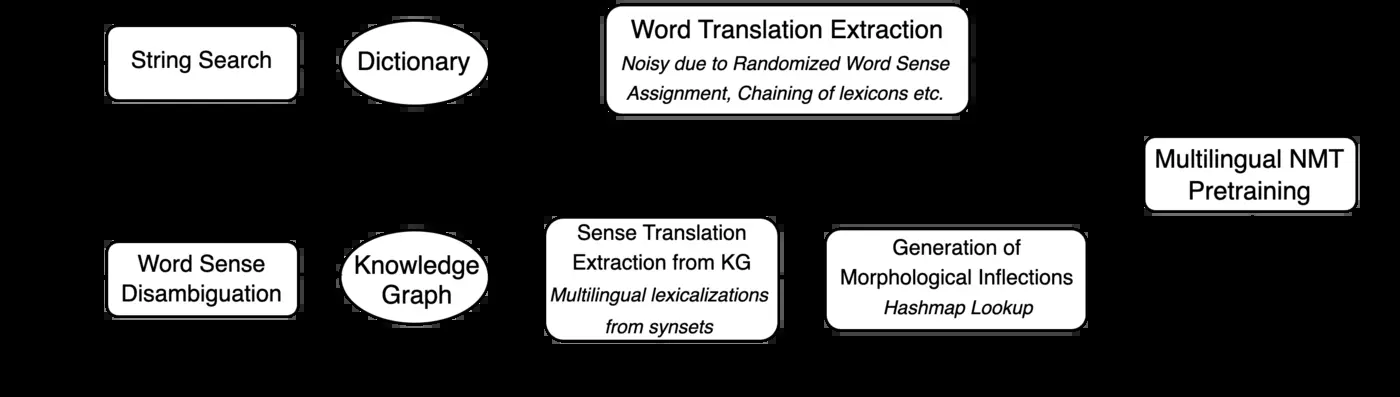 String Search
Dictionary
Word Translation Extraction
Noisy due to Randomized Word Sense
Assignment, Chaining of lexicons etc.
Multilingual NMT
Pretraining
Word Sense
Disambiguation
Knowledge
Graph
Sense Translation
Extraction from KG
Multilingual lexicalizations
from synsets
Generation of
Morphological Inflections
Hashmap Lookup